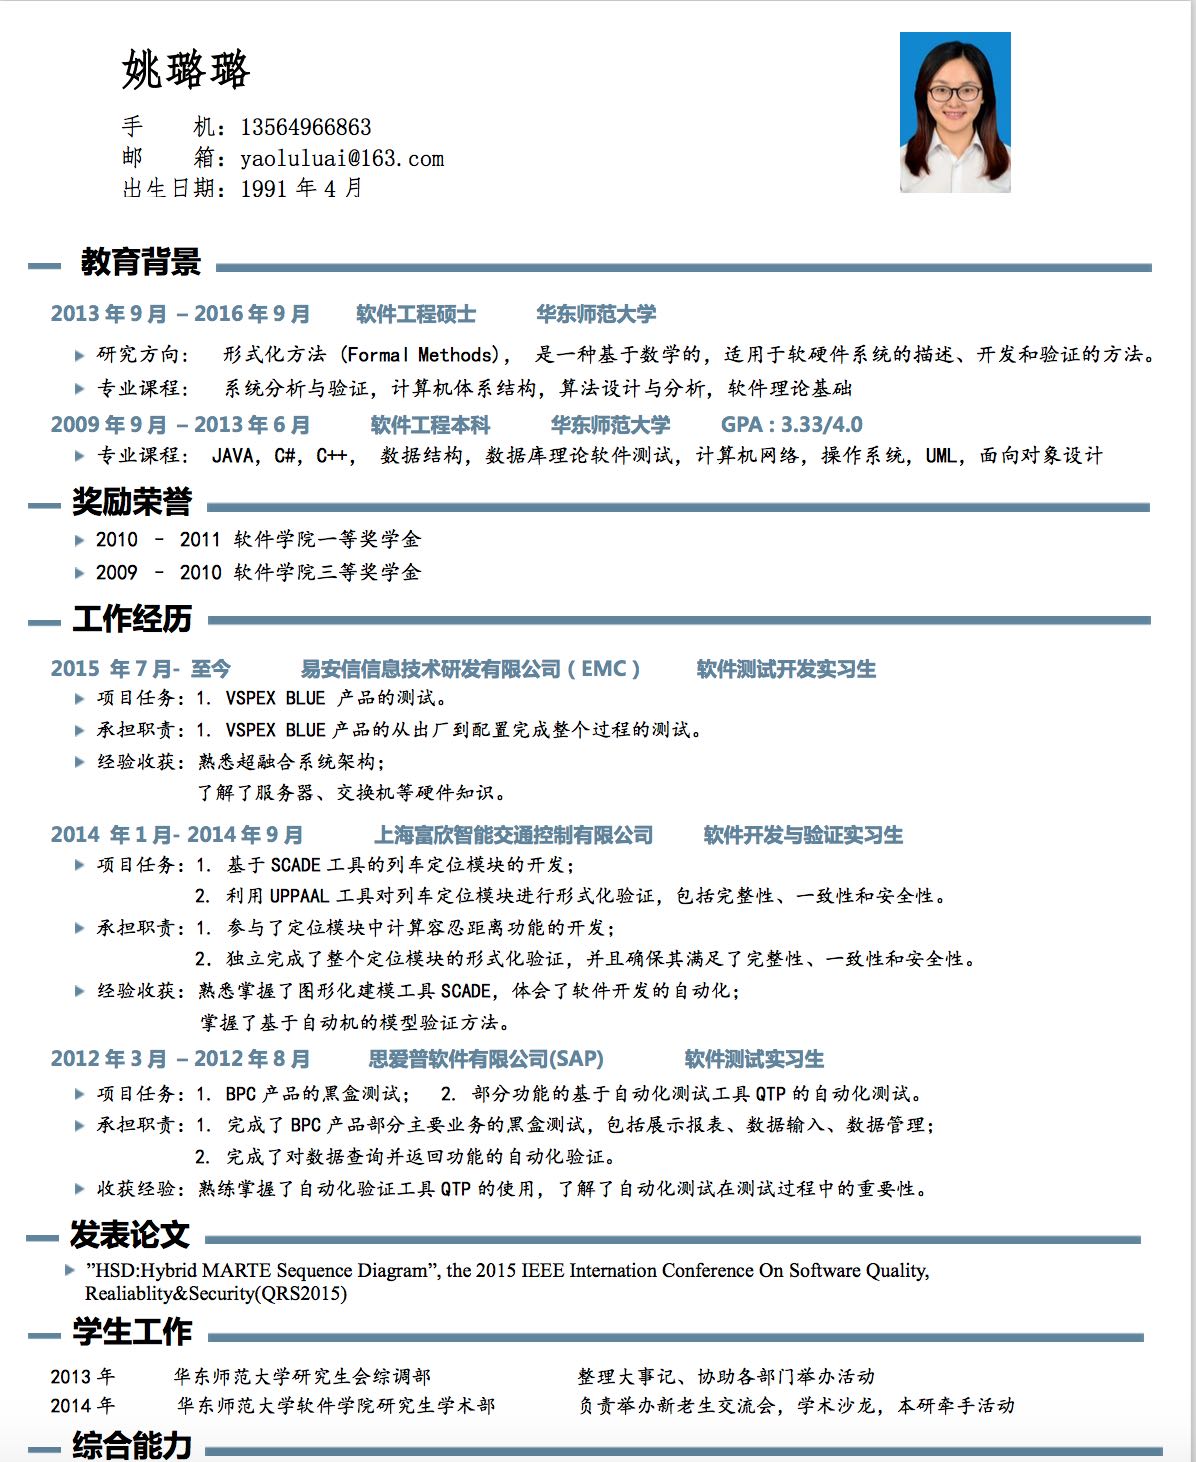 姚璐璐
手 机：13564966863
邮 箱：yaoluluai@163.com
出生日期：1991 年 4 月
教育背景
2013 年 9 月 – 2016 年 9 月 软件工程硕士 华东师范大学
研究方向： 形式化方法 (Formal Methods)， 是一种基于数学的，适用于软硬件系统的描述、开发和验证的方法。
专业课程： 系统分析与验证，计算机体系结构，算法设计与分析，软件理论基础
2009 年 9 月 – 2013 年 6 月 软件工程本科 华东师范大学 GPA : 3.33/4.0
专业课程： JAVA，C#，C++， 数据结构，数据库理论软件测试，计算机网络，操作系统，UML，面向对象设计
奖励荣誉
2010 – 2011 软件学院一等奖学金
2009 – 2010 软件学院三等奖学金
工作经历
2015 年 7 月- 至今 易安信信息技术研发有限公司（EMC） 软件测试开发实习生
项目任务：1. VSPEX BLUE 产品的测试。
承担职责：1. VSPEX BLUE 产品的从出厂到配置完成整个过程的测试。
经验收获：熟悉超融合系统架构；
了解了服务器、交换机等硬件知识。
2014 年 1 月- 2014 年 9 月 上海富欣智能交通控制有限公司 软件开发与验证实习生
项目任务：1. 基于 SCADE 工具的列车定位模块的开发；
2. 利用 UPPAAL 工具对列车定位模块进行形式化验证，包括完整性、一致性和安全性。
承担职责：1. 参与了定位模块中计算容忍距离功能的开发；
2. 独立完成了整个定位模块的形式化验证，并且确保其满足了完整性、一致性和安全性。
经验收获：熟悉掌握了图形化建模工具 SCADE，体会了软件开发的自动化；
掌握了基于自动机的模型验证方法。
2012 年 3 月 – 2012 年 8 月 思爱普软件有限公司(SAP) 软件测试实习生
项目任务：1. BPC 产品的黑盒测试； 2. 部分功能的基于自动化测试工具 QTP 的自动化测试。
承担职责：1. 完成了 BPC 产品部分主要业务的黑盒测试，包括展示报表、数据输入、数据管理；
2. 完成了对数据查询并返回功能的自动化验证。
收获经验：熟练掌握了自动化验证工具 QTP 的使用，了解了自动化测试在测试过程中的重要性。
发表论文
”HSD:Hybrid MARTE Sequence Diagram”, the 2015 IEEE Internation Conference On Software Quality,
Realiablity&Security(QRS2015)
学生工作
2013 年 华东师范大学研究生会综调部 整理大事记、协助各部门举办活动
2014 年 华东师范大学软件学院研究生学术部 负责举办新老生交流会，学术沙龙，本研牵手活动
综合能力